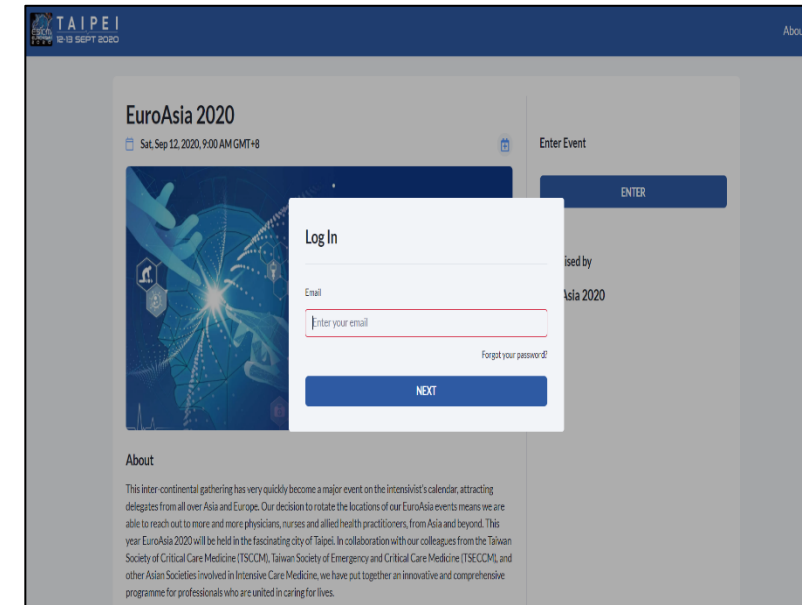 TAIPEI
12-13 SEPT 2020
Abou
EuroAsia 2020
Sat, Sep 12, 2020, 9:00 AM GMT+8
Enter Event
ENTER
Log In
ised by
Email
Asia 2020
Enter your email
Forgot your password?
NEXT
About
This inter-continental gathering has very quickly become a major event on the intensivist's calendar, attracting
delegates from all over Asia and Europe. Our decision to rotate the locations of our EuroAsia events means we are
able to reach out to more and more physicians, nurses and allied health practitioners, from Asia and beyond. This
year EuroAsia 2020 will be held in the fascinating city of Taipei. In collaboration with our colleagues from the Taiwan
Society of Critical Care Medicine (TSCCM), Taiwan Society of Emergency and Critical Care Medicine (TSECCM), and
other Asian Societies involved in Intensive Care Medicine, we have put together an innovative and comprehensive
programme for professionals who are united in caring for lives.